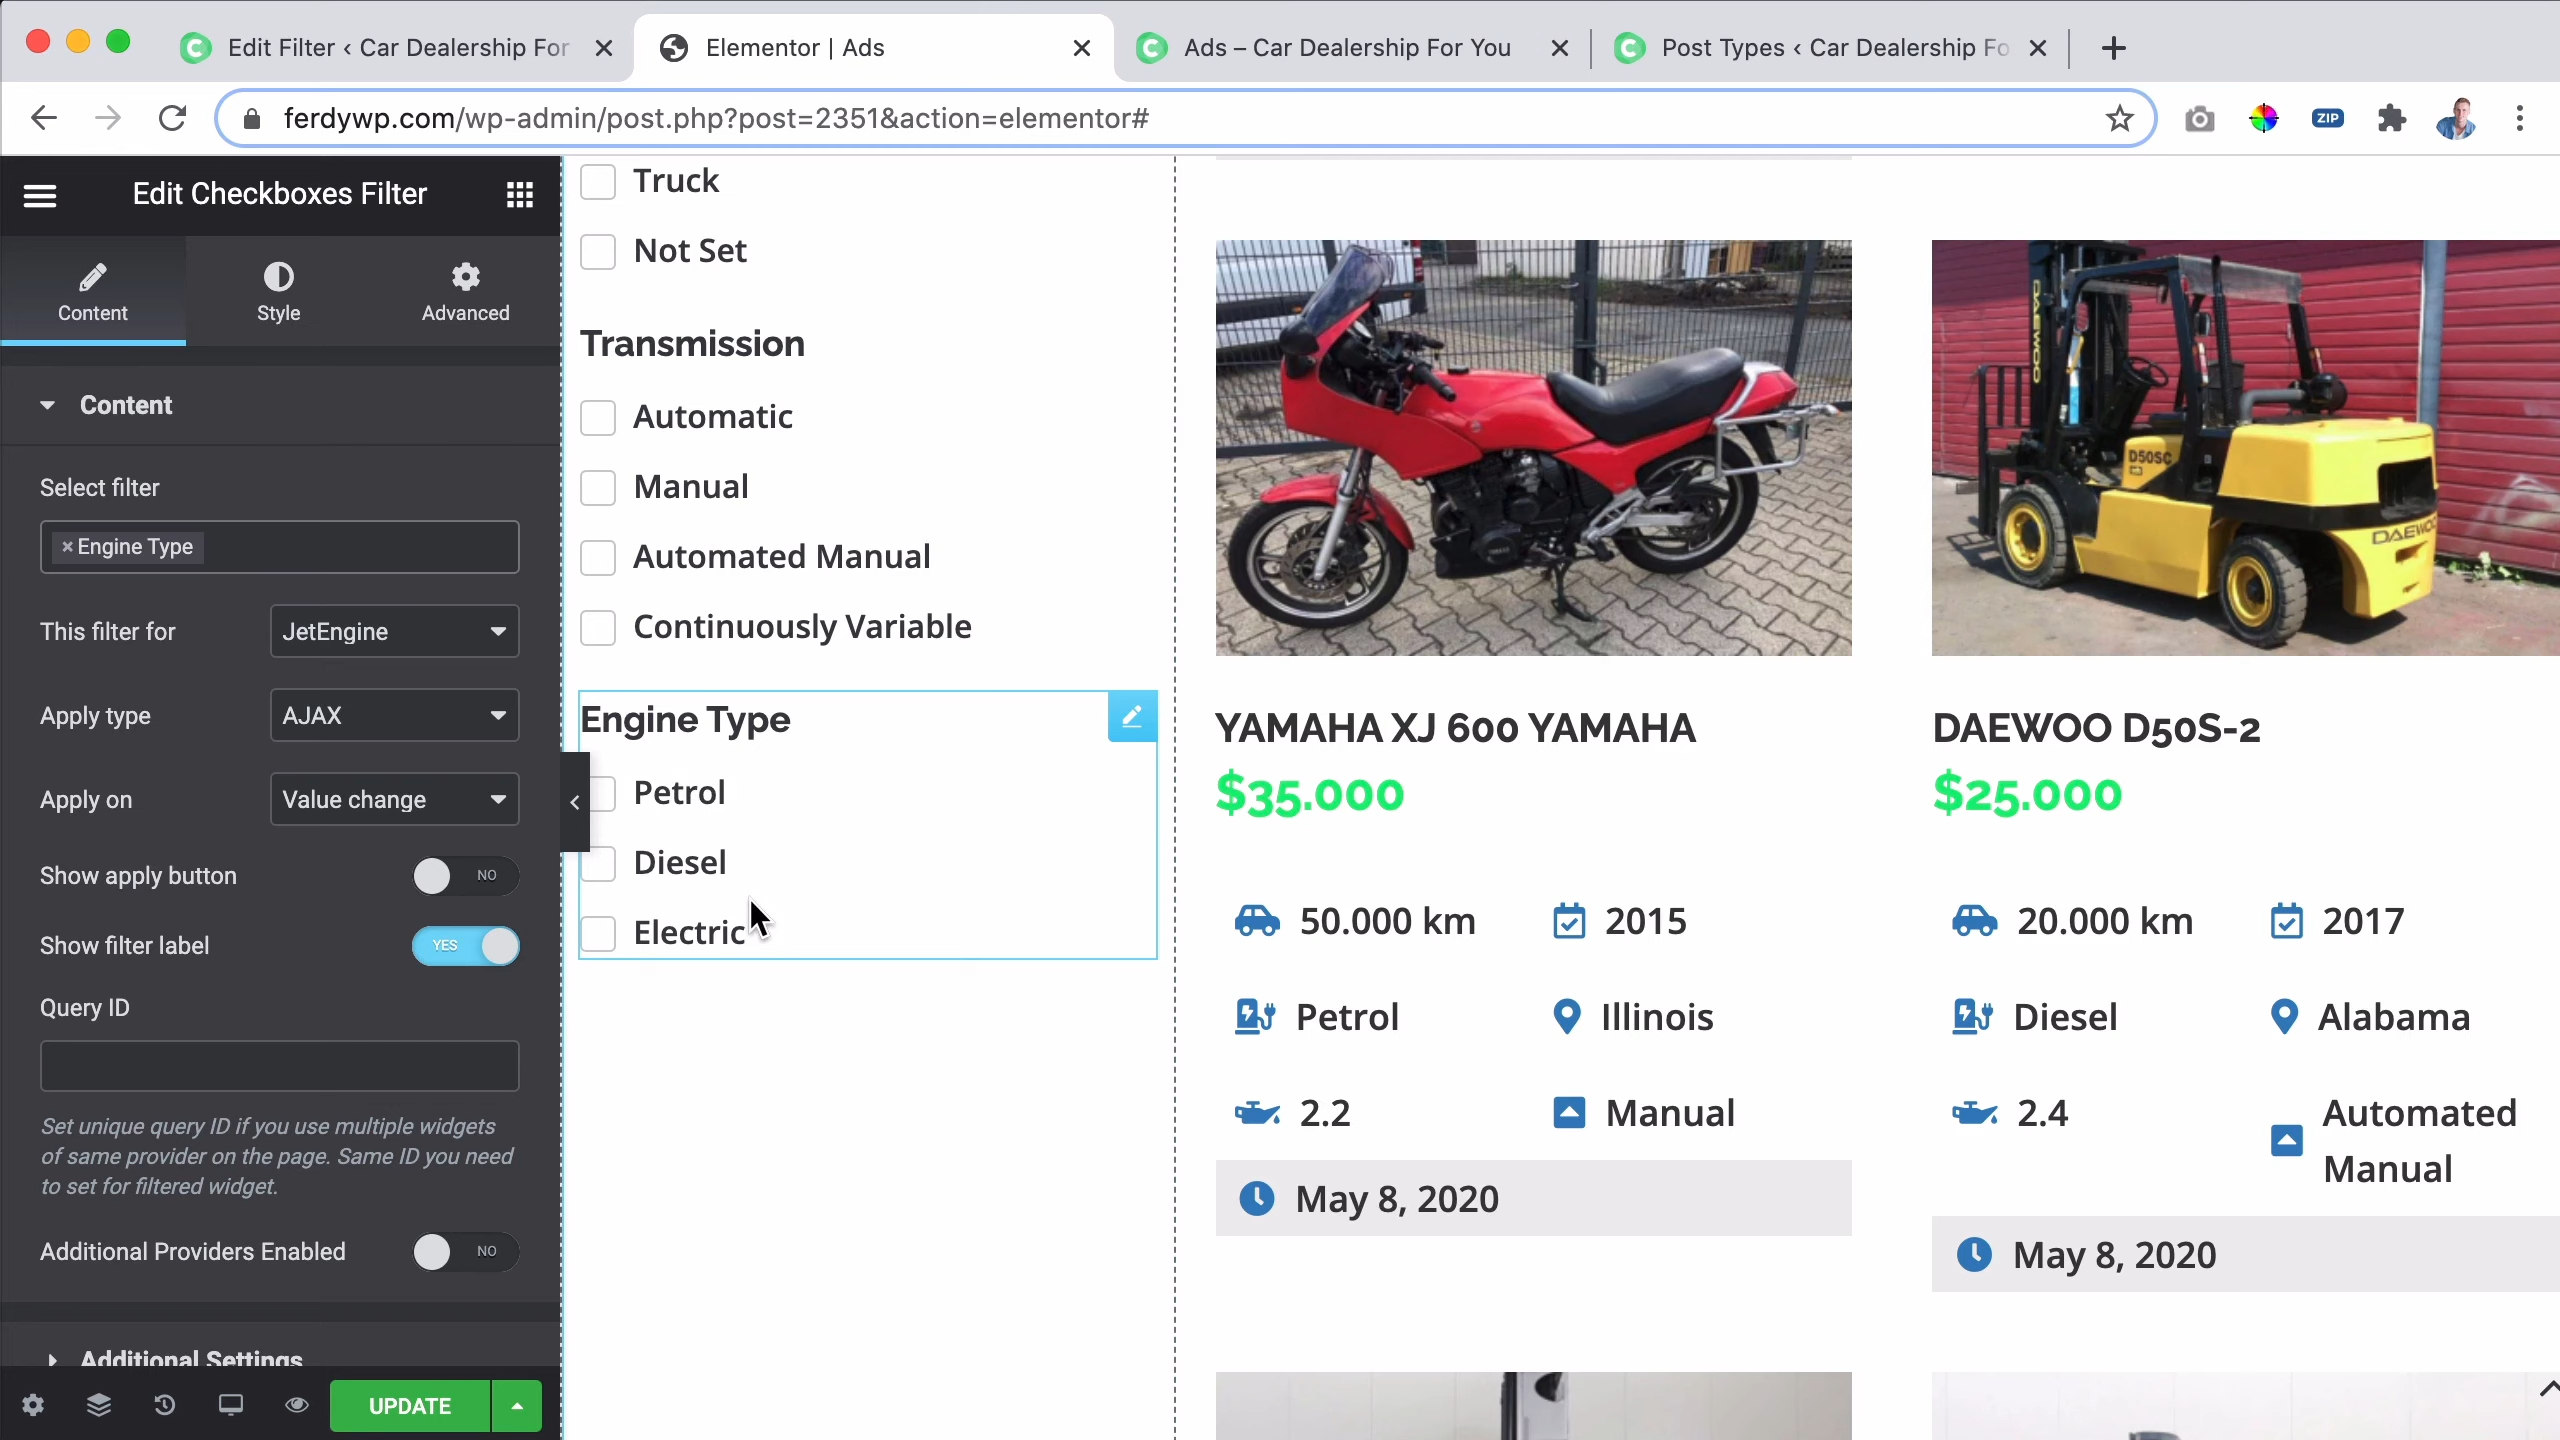 Edit Filter ‹ Car Dealership For
Elementor | Ads
Ads – Car Dealership For You
Post Types ‹ Car Dealership Fo
ferdywp.com/wp-admin/post.php?post=2351&action=elementor#
ZIP
Edit Checkboxes Filter
Content
Style
Advanced
Content
Select filter
×Engine Type
This filter for
JetEngine
Apply type
AJAX
Apply on
Value change
Show apply button
NO
Show filter label
YES
Query ID
Set unique query ID if you use multiple widgets
of same provider on the page. Same ID you need
to set for filtered widget.
Additional Providers Enabled
NO
Additional Settings
UPDATE
Truck
Not Set
Transmission
Automatic
Manual
Automated Manual
Continuously Variable
Engine Type
Petrol
Diesel
Electric
YAMAHA XJ 600 YAMAHA
$35.000
50.000 km
2015
Petrol
Illinois
2.2
Manual
May 8, 2020
DAEWOO
D50SC
DAEWOO
DAEWOO D50S-2
$25.000
20.000 km
2017
Diesel
Alabama
2.4
Automated
Manual
May 8, 2020